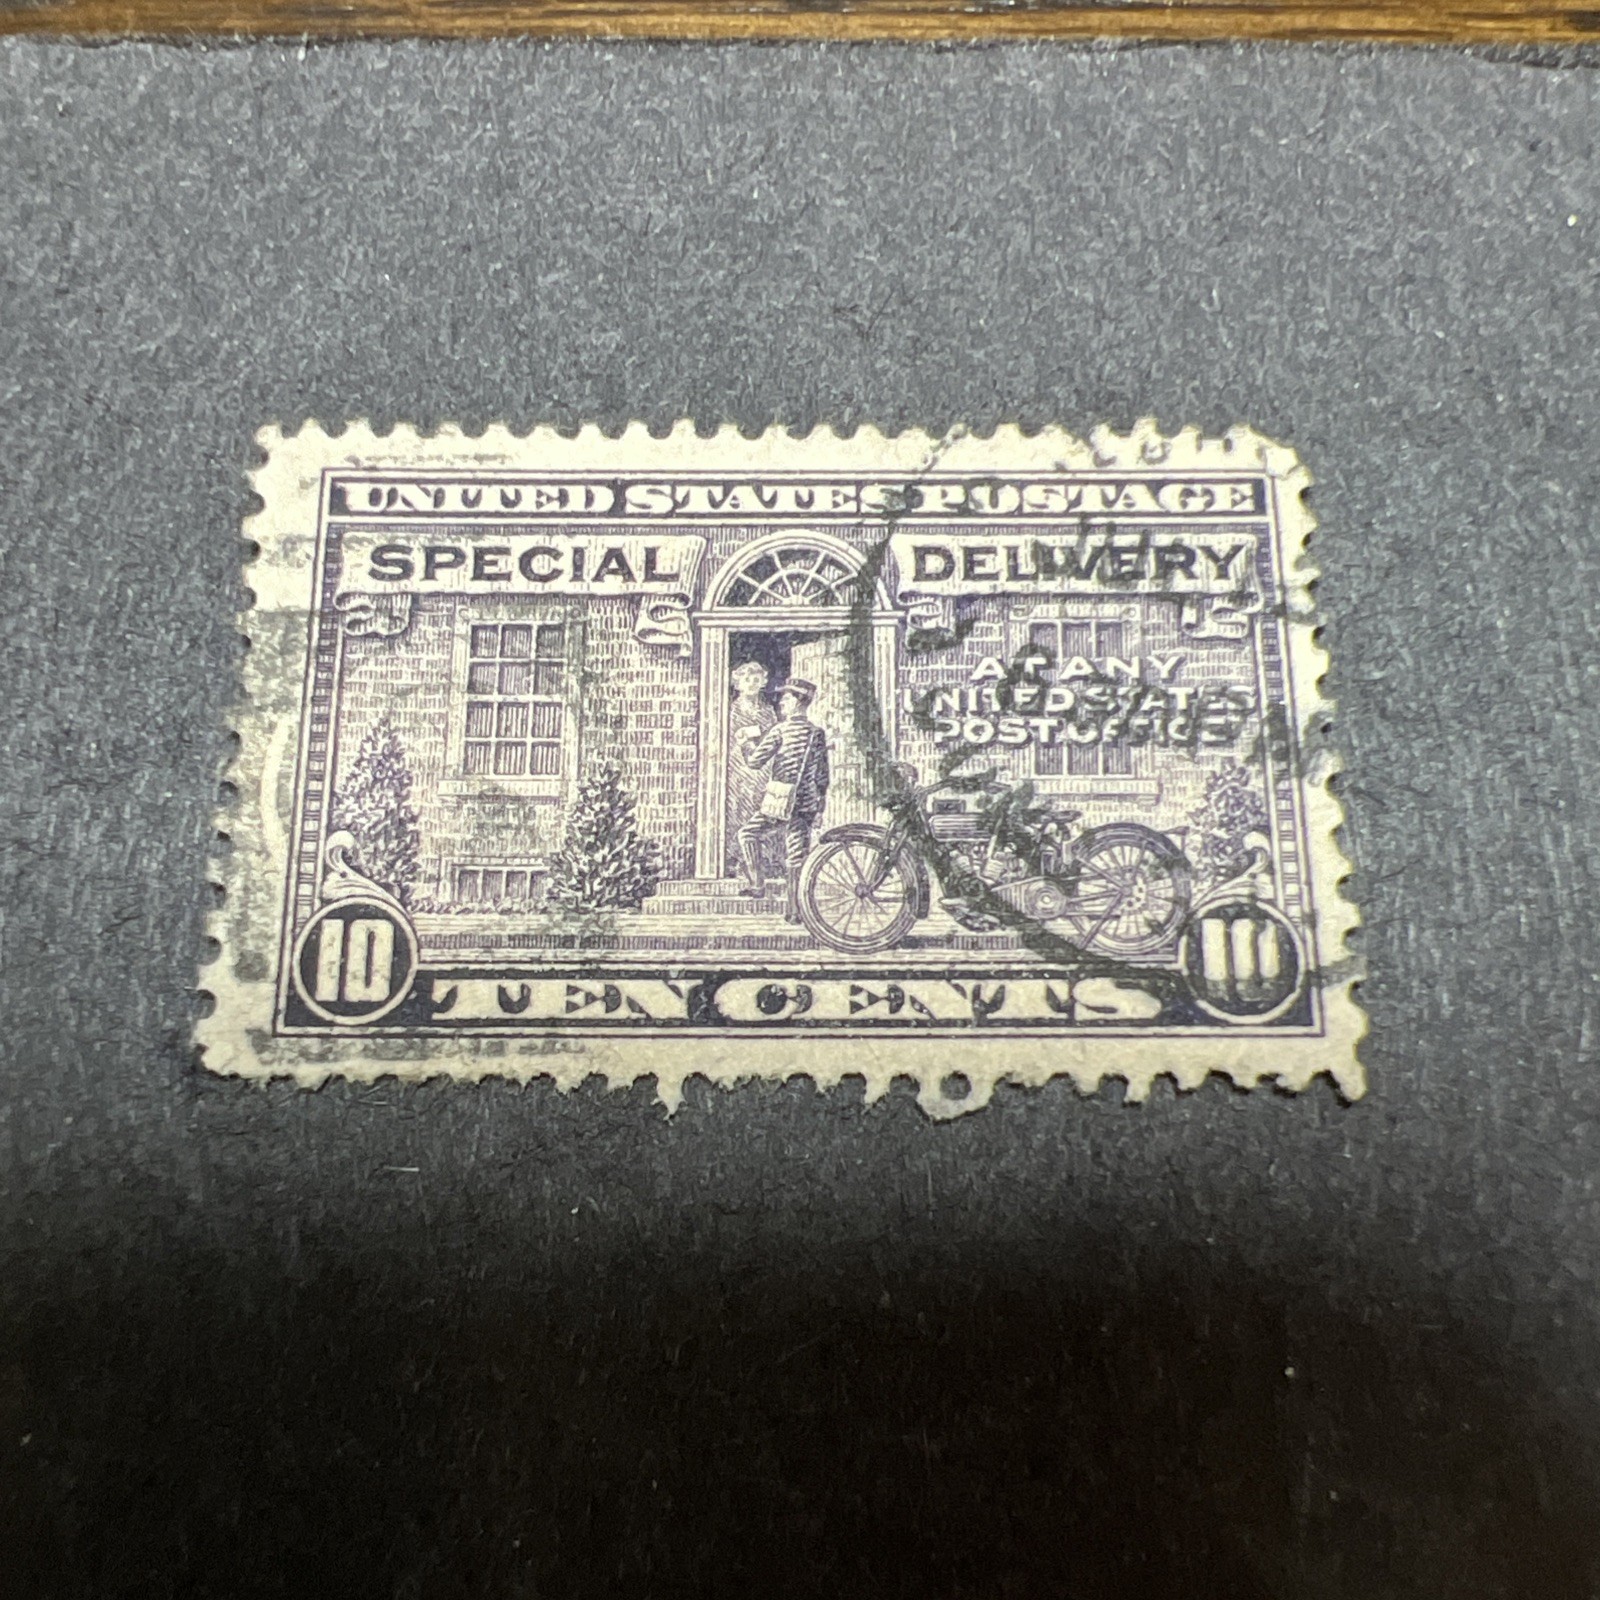 UNITED STATES POSTAGE
SPECIAL DELIVERY
AT ANY
UNITED STATES
POST OFFICE
10 10
TEN CENTS